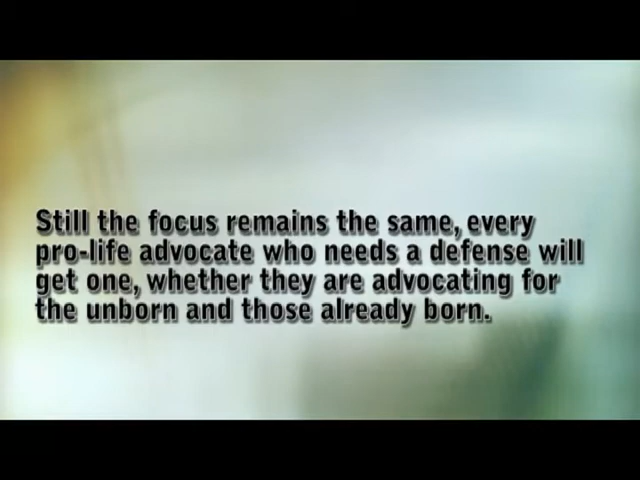 Still the focus remains the same, every
pro-life advocate who needs a defense will
get one, whether they are advocating for
the unborn and those already born.